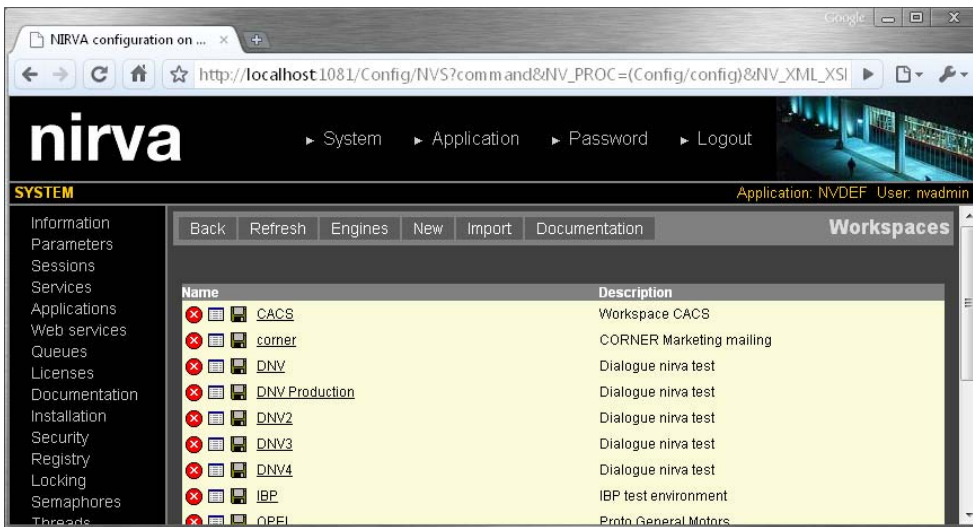 Google
NIRVA configuration on ...
http://localhost:1081/Config/NVS?command&NV_PROC=(Config/config)&NV_XML_XSl
nirva
System Application Password Logout
SYSTEM
Application: NVDEF User: nvadmin
Information
Parameters
Sessions
Services
Applications
Web services
Queues
Licenses
Documentation
Installation
Security
Registry
Locking
Semaphores
Threads
Back Refresh Engines New Import Documentation
Workspaces
Name Description
CACS Workspace CACS
corner CORNER Marketing mailing
DNV Dialogue nirva test
DNV Production Dialogue nirva test
DNV2 Dialogue nirva test
DNV3 Dialogue nirva test
DNV4 Dialogue nirva test
IBP IBP test environment
OPEL Proto General Motors